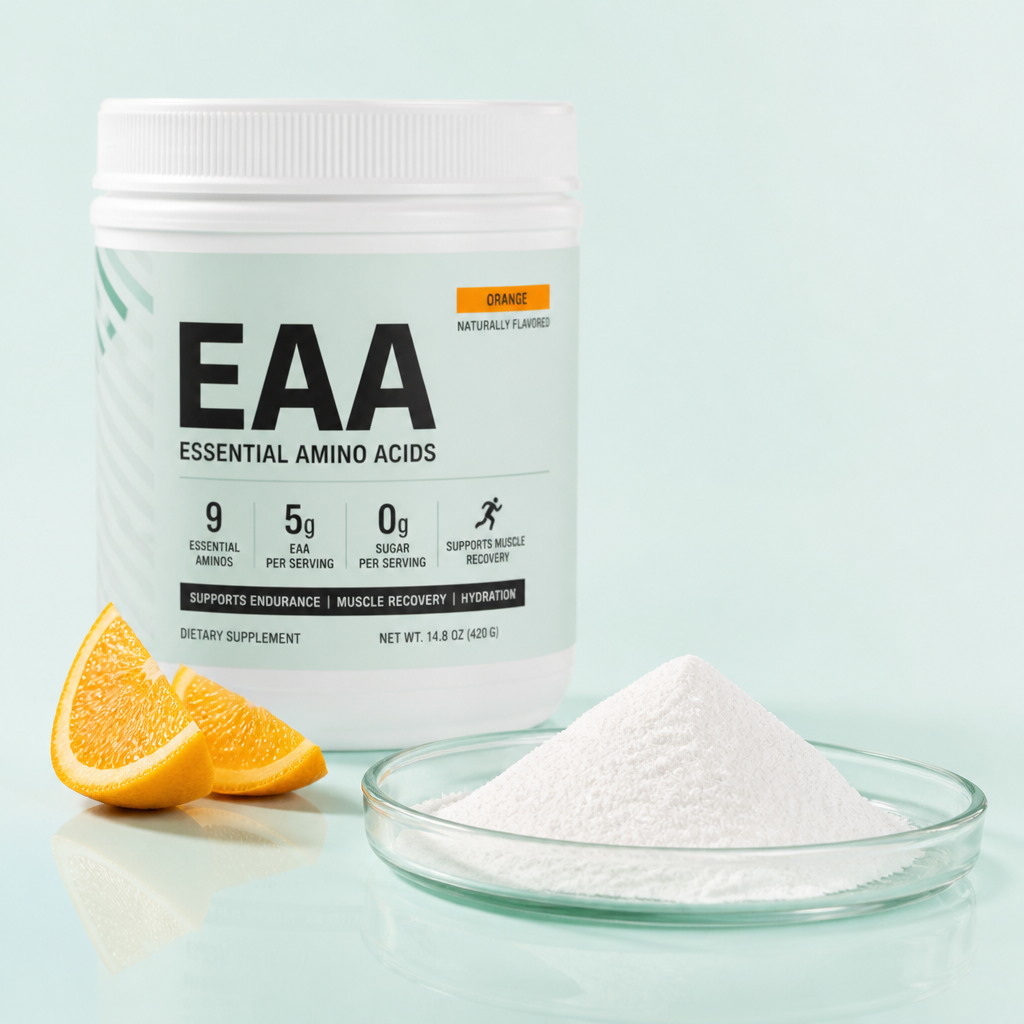 ORANGE
NATURALLY FLAVORED
EAA
ESSENTIAL AMINO ACIDS
9
ESSENTIAL
AMINOS
5g
EAA
PER SERVING
0g
SUGAR
PER SERVING
SUPPORTS MUSCLE
RECOVERY
SUPPORTS ENDURANCE | MUSCLE RECOVERY | HYDRATION
DIETARY SUPPLEMENT
NET WT. 14.8 OZ (420 G)